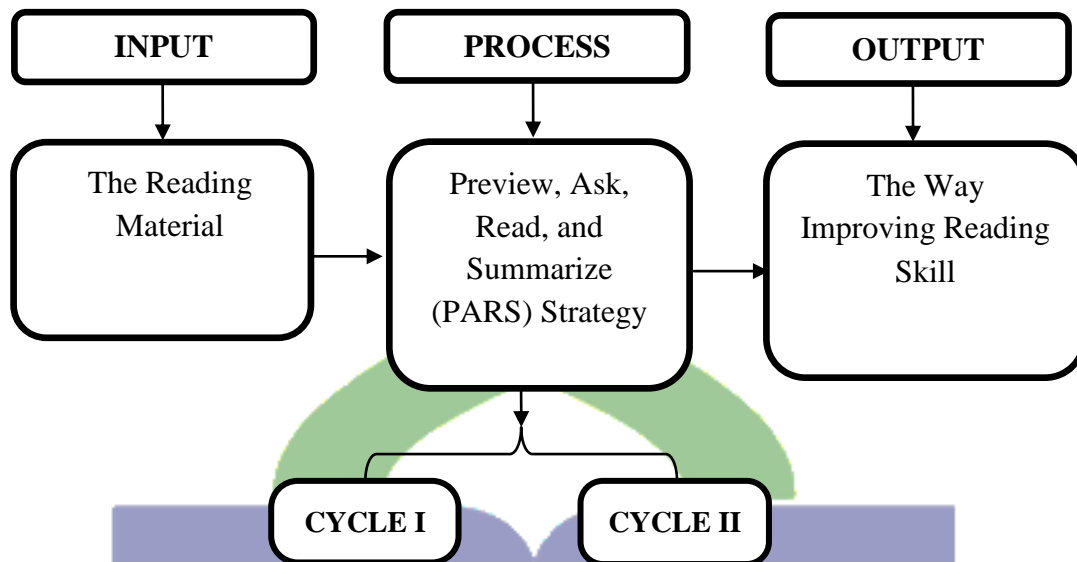 INPUT
PROCESS
OUTPUT
The Reading
Material
Preview, Ask,
Read, and
Summarize
(PARS) Strategy
The Way
Improving Reading
Skill
CYCLE I
CYCLE II